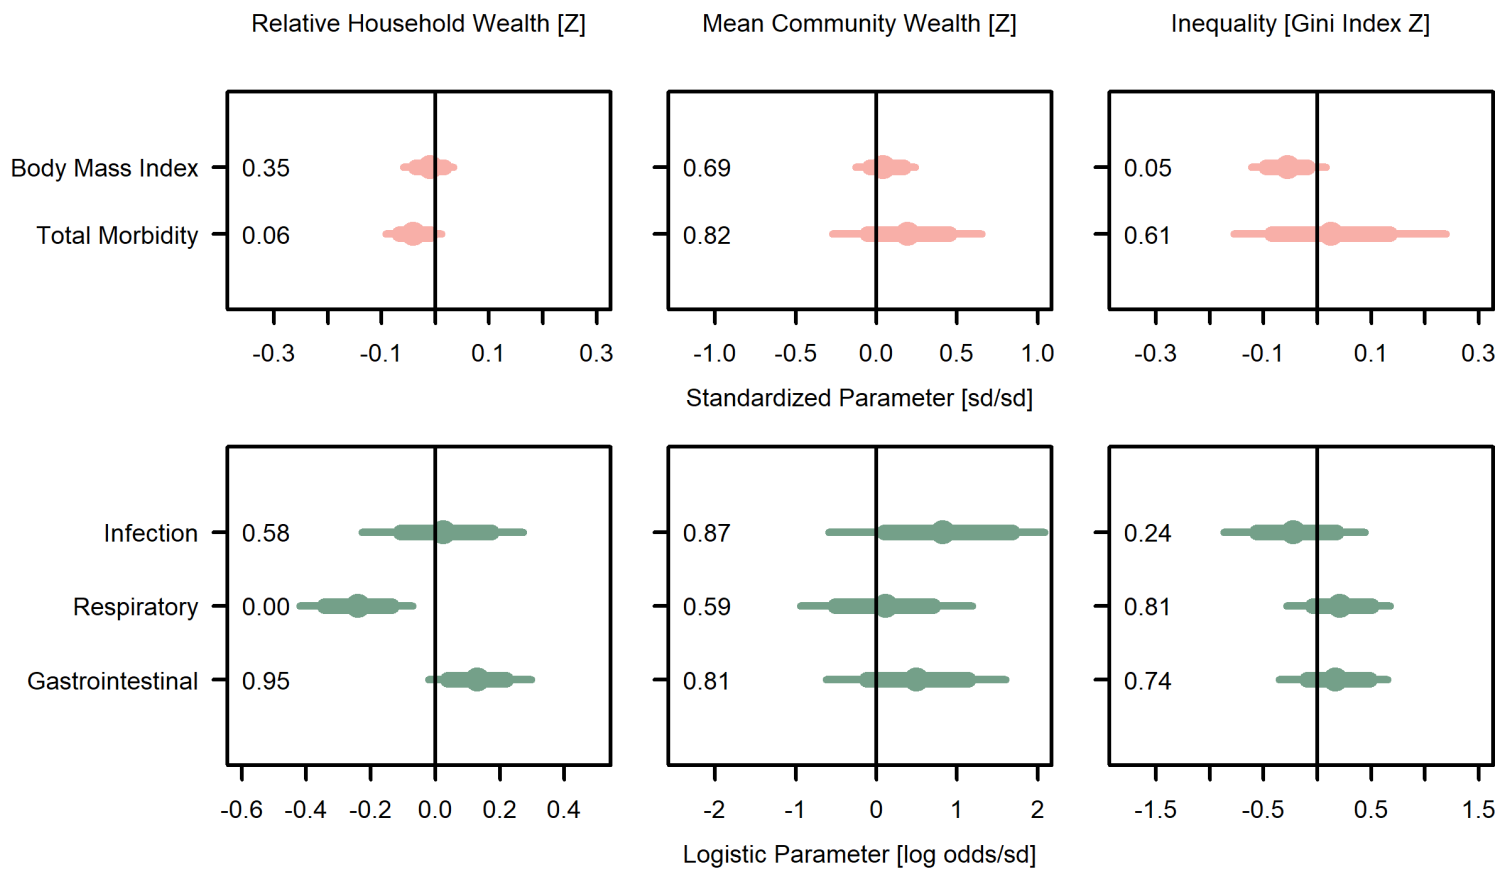 Relative Household Wealth [Z] Mean Community Wealth [Z] Inequality [Gini Index Z]
Body Mass Index 0.35 0.69 0.05
Total Morbidity 0.06 0.82 0.61
-0.3 -0.1 0.1 0.3 -1.0 -0.5 0.0 0.5 1.0 -0.3 -0.1 0.1 0.3
Standardized Parameter [sd/sd]
Infection 0.58 0.87 0.24
Respiratory 0.00 0.59 0.81
Gastrointestinal 0.95 0.81 0.74
-0.6 -0.4 -0.2 0.0 0.2 0.4 -2 -1 0 1 2 -1.5 -0.5 0.5 1.5
Logistic Parameter [log odds/sd]